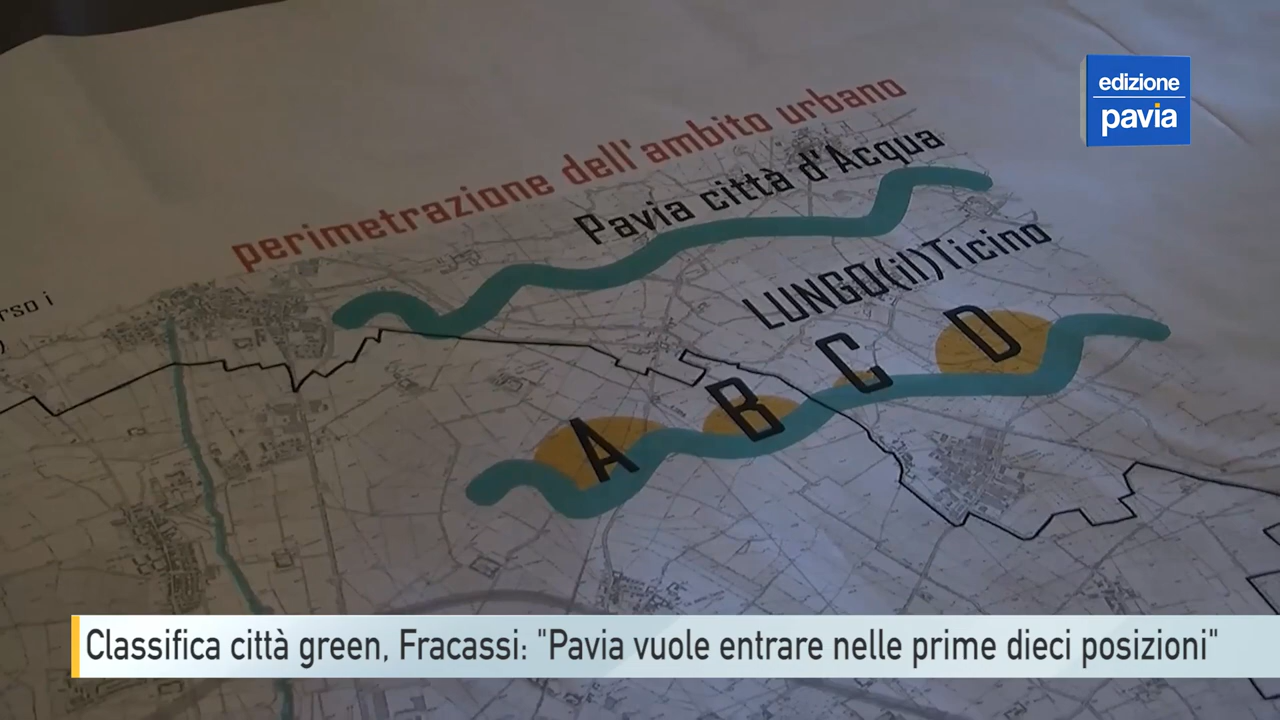 edizione
pavia
perimetrazione dell'ambito urbano
Pavia città d'Acqua
LUNGO(il)Ticino
rso i
)
A
B
C
D
Classifica città green, Fracassi: "Pavia vuole entrare nelle prime dieci posizioni"